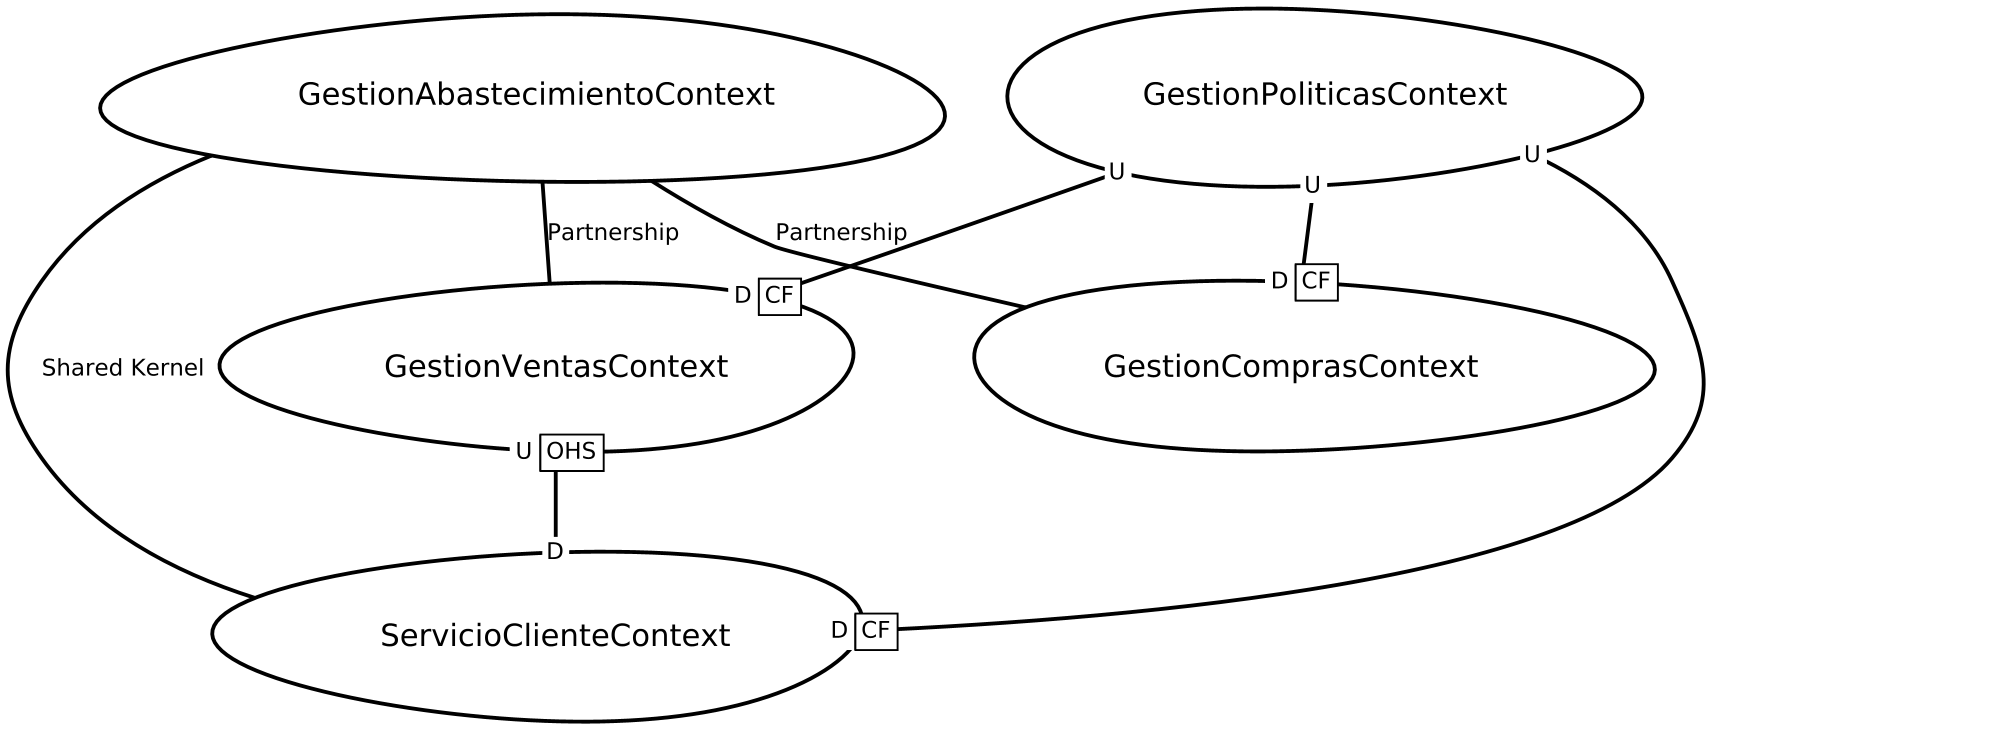 GestionAbastecimientoContext
GestionPoliticasContext
U
U
U
Partnership
Partnership
D CF
D CF
Shared Kernel
GestionVentasContext
GestionComprasContext
U OHS
D
ServicioClienteContext
D CF